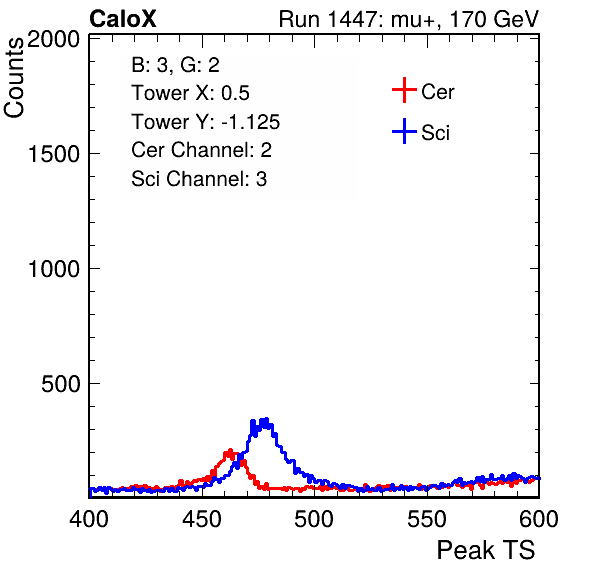 CaloX Run 1447: mu+, 170 GeV
Counts
2000
1500
1000
500
B: 3, G: 2
Tower X: 0.5
Tower Y: -1.125
Cer Channel: 2
Sci Channel: 3
Cer
Sci
400 450 500 550 600
Peak TS